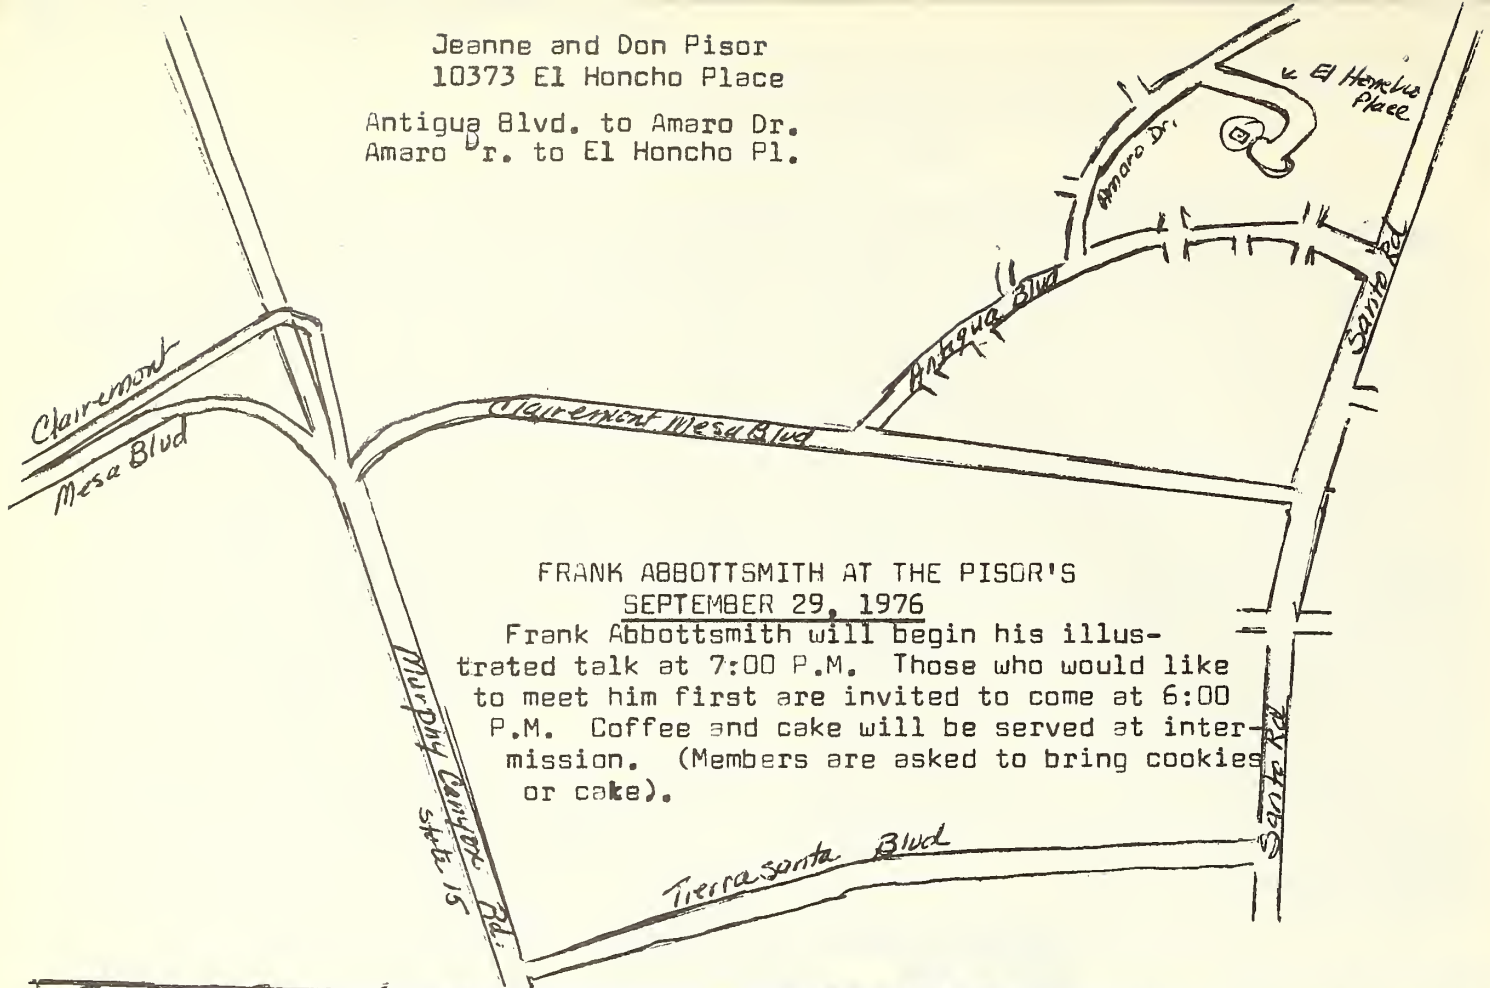 Jeanne and Don Pisor
10373 El Honcho Place
Antigua Blvd. to Amaro Dr.
Amaro Dr. to El Honcho Pl.
El Honcho
Place
Amaro Dr.
Santo Rd
Antigua Blvd
Clairemont
Mesa Blvd
Clairemont Mesa Blvd
FRANK ABBOTTSMITH AT THE PISOR'S
SEPTEMBER 29, 1976
Frank Abbottsmith will begin his illus-
trated talk at 7:00 P.M. Those who would like
to meet him first are invited to come at 6:00
P.M. Coffee and cake will be served at inter-
mission. (Members are asked to bring cookies
or cake).
Murphy Canyon Rd.
State 15
Santo Rd
Tierrasanta Blvd